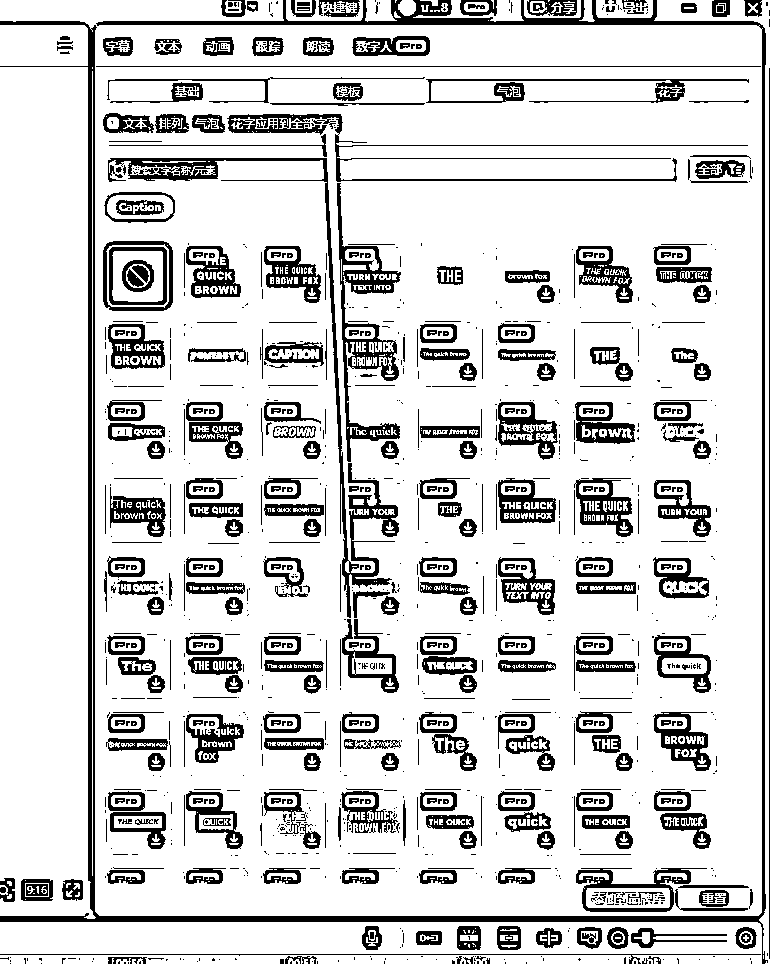 快捷键 Pro 分享 导出
字幕 文本 动画 跟踪 朗读 数字人 Pro
基础 模板 气泡 花字
文本、排列、气泡、花字应用到全部字幕
搜索文字名称/元素 全部
Caption
Pro THE QUICK BROWN
Pro THE QUICK BROWN FOX
Pro TURN YOUR TEXT INTO
THE
brown fox
Pro THE QUICK BROWN FOX
Pro THE QUICK
Pro THE QUICK BROWN
CAPTION
Pro THE QUICK BROWN FOX
Pro The quick brown
Pro The quick brown fox
THE
The
Pro THE QUICK
Pro THE QUICK BROWN FOX
Pro BROWN
The quick
THE QUICK BROWN FOX
Pro THE QUICK BROWN FOX
Pro brown
Pro QUICK
The quick brown fox
Pro THE QUICK
Pro THE QUICK BROWN FOX
Pro TURN YOUR
Pro THE
Pro THE QUICK BROWN FOX
Pro THE QUICK BROWN FOX
Pro TURN YOUR
Pro THE QUICK
Pro The quick brown fox
Pro
Pro BROWN
Pro The quick brown
Pro TURN YOUR TEXT INTO
Pro THE QUICK BROWN FOX
Pro QUICK
Pro The
Pro THE QUICK
Pro The quick brown fox
Pro THE QUICK
Pro THE QUICK
Pro The quick brown fox
Pro The quick brown fox
Pro The quick
Pro THE QUICK BROWN FOX
Pro The quick brown fox
Pro THE QUICK BROWN FOX
Pro THE QUICK BROWN FOX
Pro The
Pro quick
Pro THE
Pro BROWN FOX
Pro THE QUICK
Pro QUICK
Pro THE QUICK
Pro THE QUICK BROWN FOX
Pro THE QUICK
Pro quick
Pro THE QUICK
Pro THE QUICK
Pro Pro Pro Pro Pro Pro Pro Pro
9:16 重置